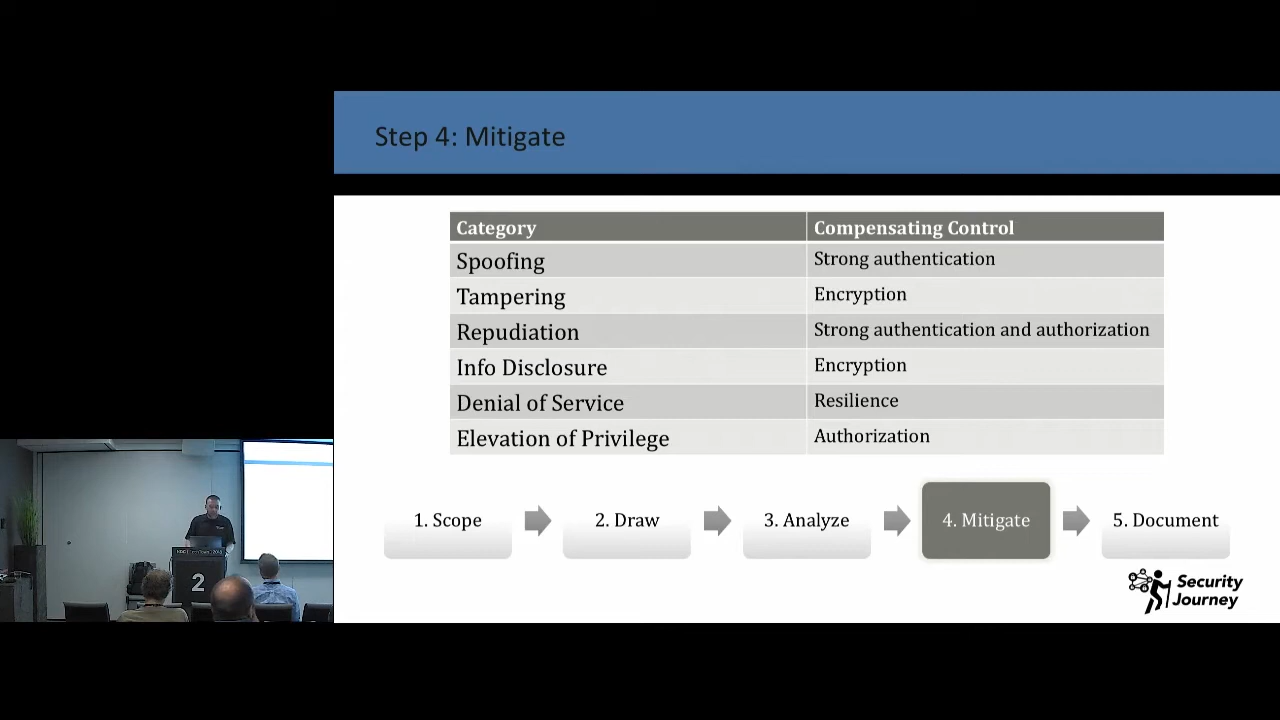 Step 4: Mitigate
Category Compensating Control
Spoofing Strong authentication
Tampering Encryption
Repudiation Strong authentication and authorization
Info Disclosure Encryption
Denial of Service Resilience
Elevation of Privilege Authorization
1. Scope 2. Draw 3. Analyze 4. Mitigate 5. Document
Security
Journey
2